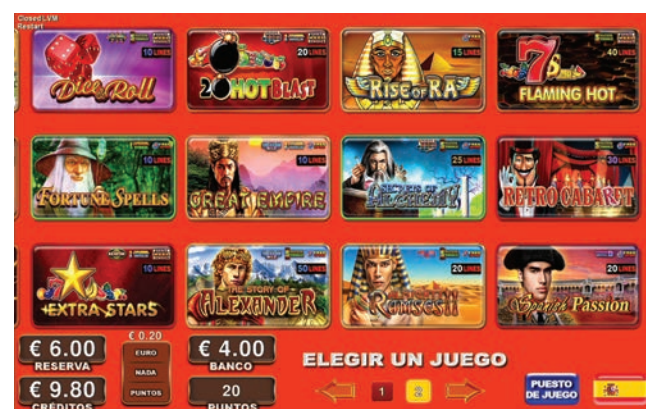 Closed LVM
Restart
10 LINES
Dice & Roll
20 LINES
20 HOT BLAST
15 LINES
RISE OF RA
40 LINES
FLAMING HOT
10 LINES
FORTUNE SPELLS
10 LINES
GREAT EMPIRE
25 LINES
SECRETS OF ALCHEMY
30 LINES
RETRO CABARET
10 LINES
EXTRA STARS
50 LINES
THE STORY OF
ALEXANDER
20 LINES
Ramses II
20 LINES
Spanish Passion
€ 6.00
RESERVA
€ 0.20
EURO
NADA
PUNTOS
€ 4.00
BANCO
ELEGIR UN JUEGO
€ 9.80
CRÉDITOS
20
PUNTOS
1
2
PUESTO
DE JUEGO